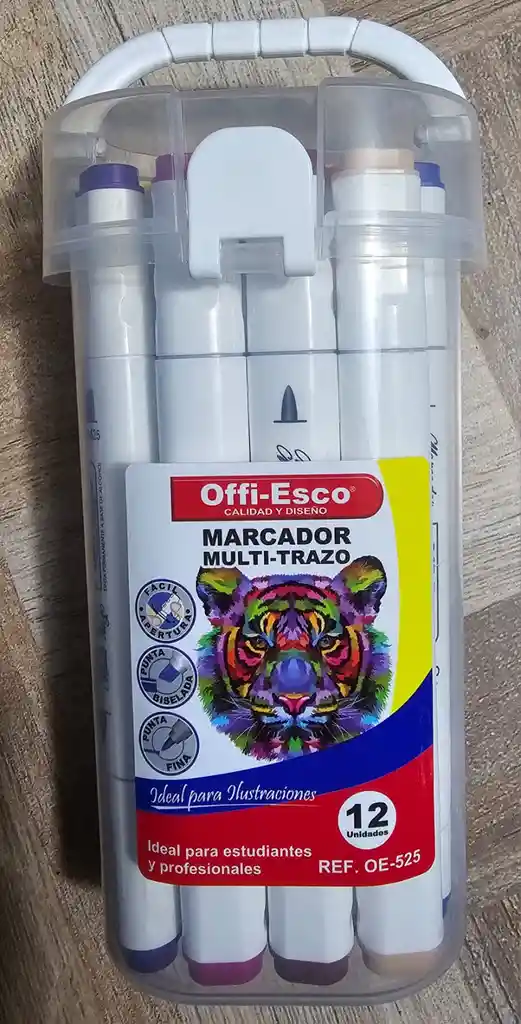 Offi-Esco®
CALIDAD Y DISEÑO
MARCADOR
MULTI-TRAZO
FACIL
APERTURA
PUNTA
BISELADA
PUNTA
FINA
Ideal para Ilustraciones
12
Unidades
Ideal para estudiantes
y profesionales
REF. OE-525